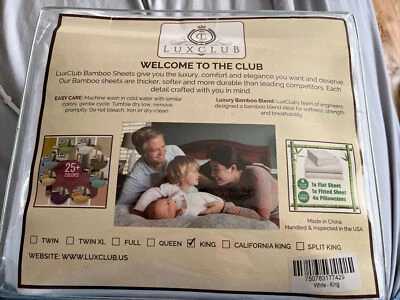 LUXCLUB
WELCOME TO THE CLUB
LuxClub Bamboo Sheets give you the luxury, comfort and elegance you want and deserve.
Our Bamboo sheets are thicker, softer and more durable than leading competitors. Each
detail crafted with you in mind.
EASY CARE: Machine wash in cold water with similar
colors, gentle cycle. Tumble dry low, remove
promptly. Do not bleach, iron or dry-clean!
Luxury Bamboo Blend: LuxClub's team of engineers
designed a bamboo blend ideal for softness, strength
and breathability.
25+
COLORS!
1x Flat Sheet
1x Fitted Sheet
4x Pillowcases
Made in China
Handled & Inspected in the USA
TWIN
TWIN XL
FULL
QUEEN
KING
CALIFORNIA KING
SPLIT KING
WEBSITE: WWW.LUXCLUB.US
750783177429
White - King